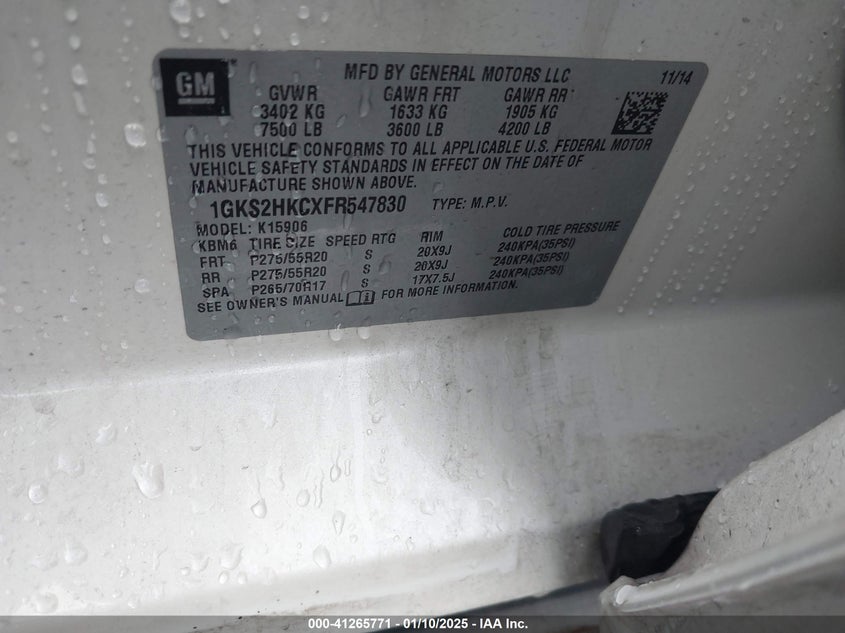 GM
MFD BY GENERAL MOTORS LLC 11/14
GVWR GAWR FRT GAWR RR
3402 KG 1633 KG 1905 KG
7500 LB 3600 LB 4200 LB
THIS VEHICLE CONFORMS TO ALL APPLICABLE U.S. FEDERAL MOTOR
VEHICLE SAFETY STANDARDS IN EFFECT ON THE DATE OF
MANUFACTURE SHOWN ABOVE.
1GKS2HKCXFR547830 TYPE: M.P.V.
MODEL: K15906
KBM6 TIRE SIZE SPEED RTG RIM COLD TIRE PRESSURE
FRT P275/55R20 S 20X9J 240KPA(35PSI)
RR P275/55R20 S 20X9J 240KPA(35PSI)
SPA P265/70R17 S 17X7.5J 240KPA(35PSI)
SEE OWNER'S MANUAL FOR MORE INFORMATION.
000-41265771 - 01/10/2025 - IAA Inc.